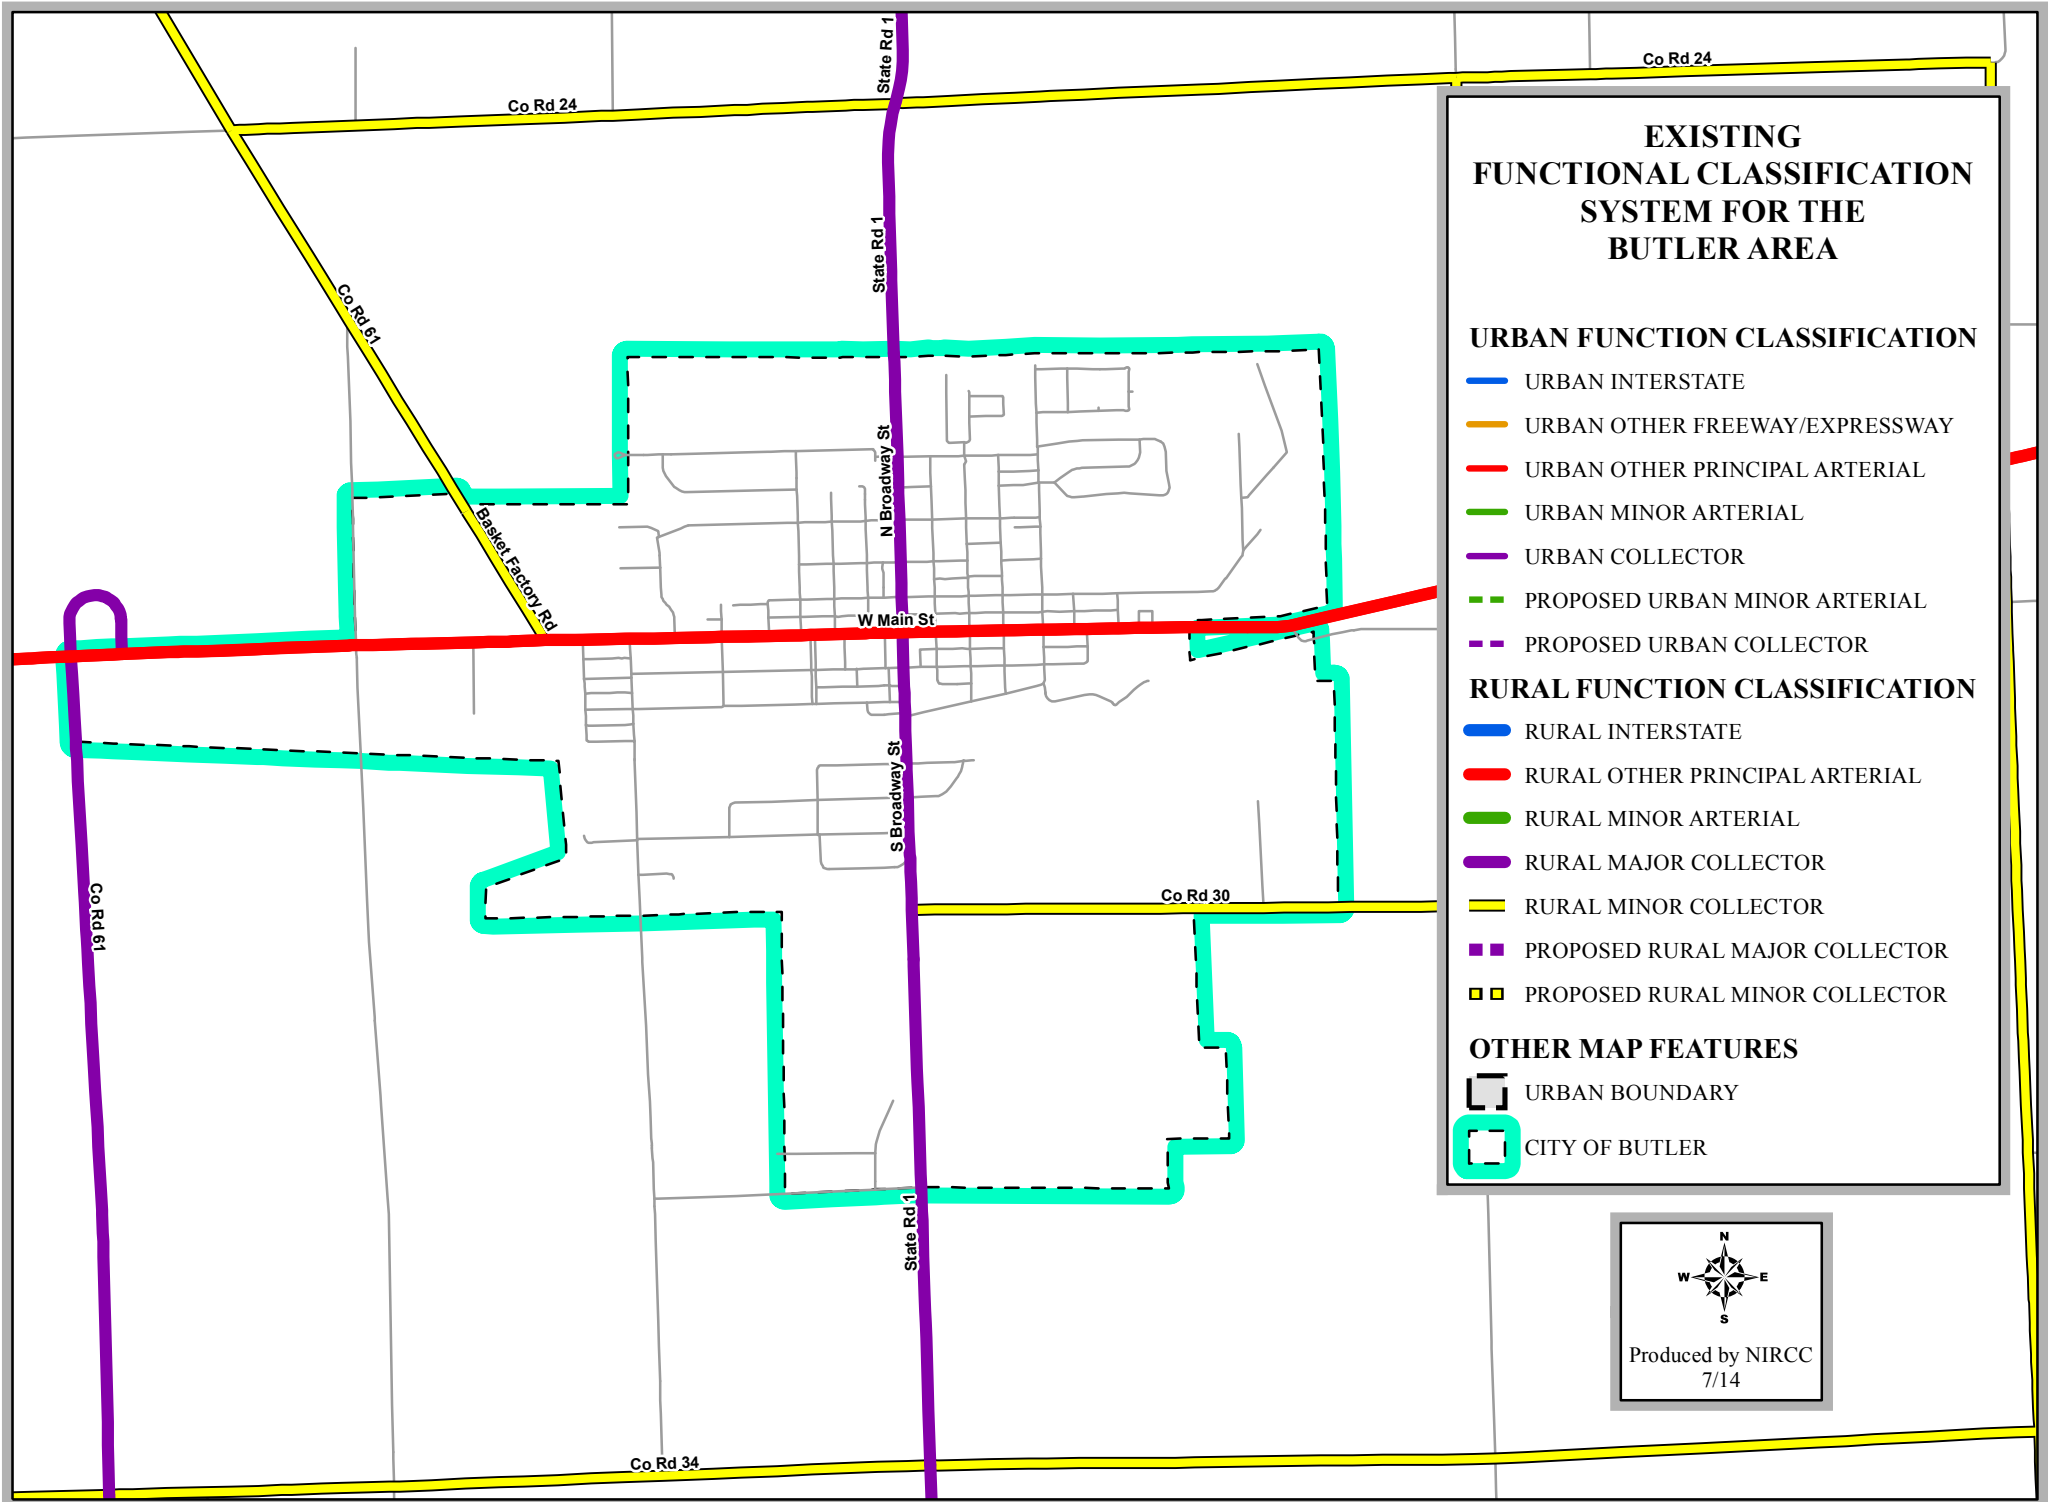 State Rd 1
Co Rd 24
Co Rd 24
State Rd 1
Co Rd 61
N Broadway St
Basket Factory Rd
W Main St
S Broadway St
Co Rd 61
Co Rd 30
State Rd 1
Co Rd 34
EXISTING
FUNCTIONAL CLASSIFICATION
SYSTEM FOR THE
BUTLER AREA
URBAN FUNCTION CLASSIFICATION
URBAN INTERSTATE
URBAN OTHER FREEWAY/EXPRESSWAY
URBAN OTHER PRINCIPAL ARTERIAL
URBAN MINOR ARTERIAL
URBAN COLLECTOR
PROPOSED URBAN MINOR ARTERIAL
PROPOSED URBAN COLLECTOR
RURAL FUNCTION CLASSIFICATION
RURAL INTERSTATE
RURAL OTHER PRINCIPAL ARTERIAL
RURAL MINOR ARTERIAL
RURAL MAJOR COLLECTOR
RURAL MINOR COLLECTOR
PROPOSED RURAL MAJOR COLLECTOR
PROPOSED RURAL MINOR COLLECTOR
OTHER MAP FEATURES
URBAN BOUNDARY
CITY OF BUTLER
N
W E
S
Produced by NIRCC
7/14